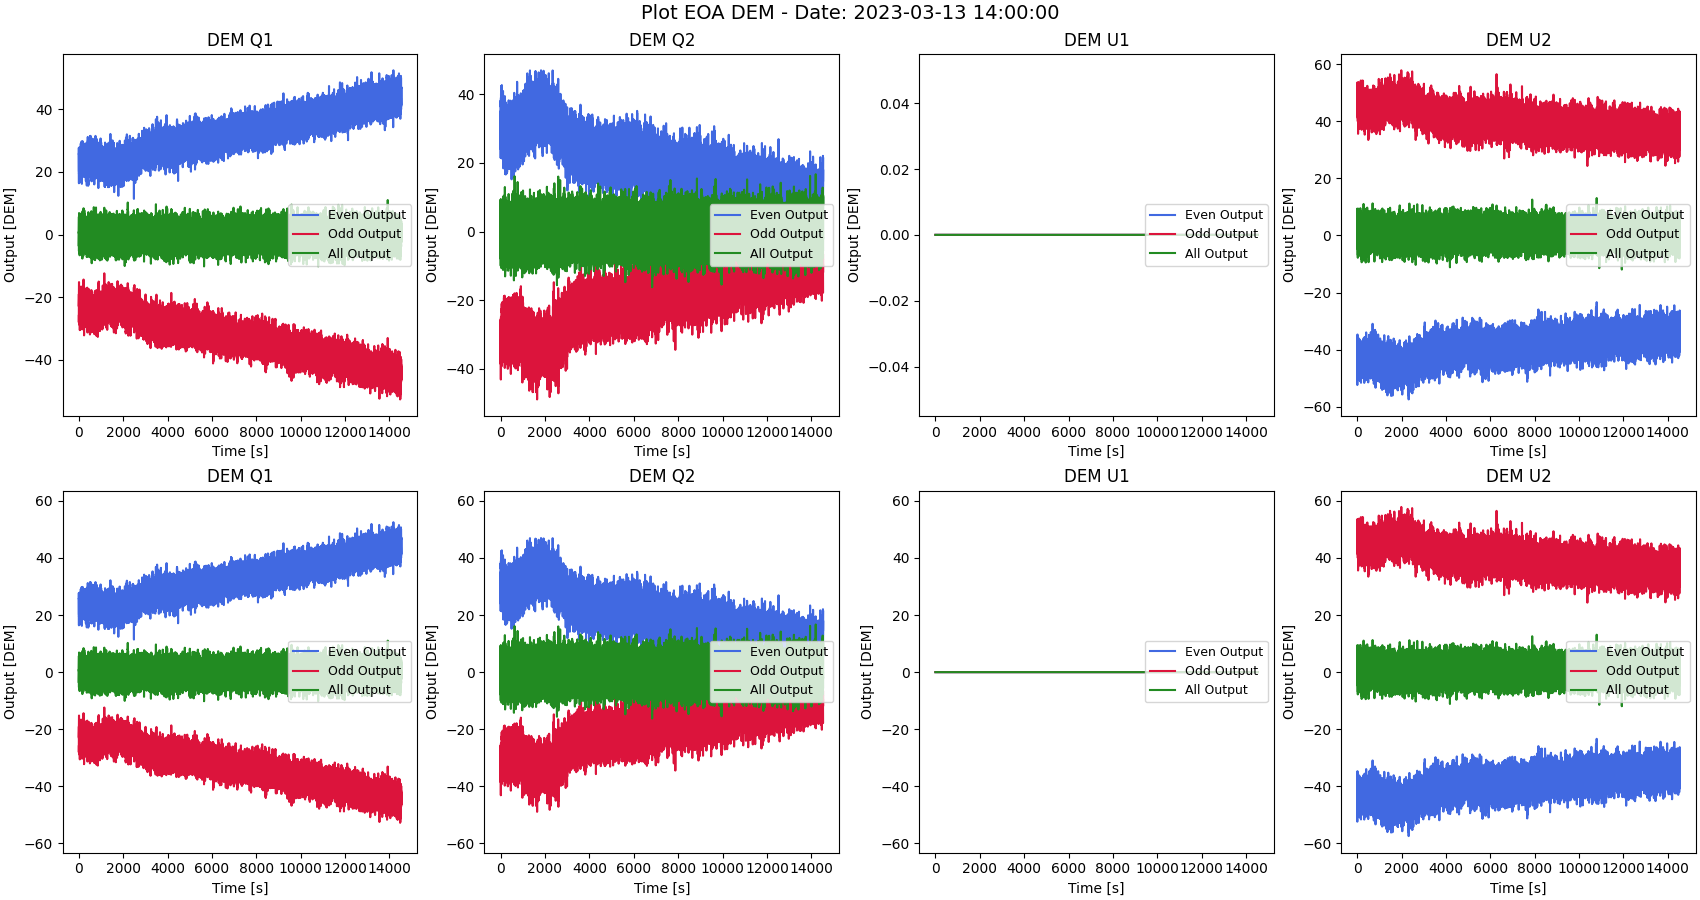 Plot EOA DEM - Date: 2023-03-13 14:00:00
DEM Q1
Output [DEM]
40
20
0
−20
−40
Even Output
Odd Output
All Output
0 2000 4000 6000 8000 10000 12000 14000
Time [s]
DEM Q2
Output [DEM]
40
20
0
−20
−40
Even Output
Odd Output
All Output
0 2000 4000 6000 8000 10000 12000 14000
Time [s]
DEM U1
Output [DEM]
0.04
0.02
0.00
−0.02
−0.04
Even Output
Odd Output
All Output
0 2000 4000 6000 8000 10000 12000 14000
Time [s]
DEM U2
Output [DEM]
60
40
20
0
−20
−40
−60
Even Output
Odd Output
All Output
0 2000 4000 6000 8000 10000 12000 14000
Time [s]
DEM Q1
Output [DEM]
60
40
20
0
−20
−40
−60
Even Output
Odd Output
All Output
0 2000 4000 6000 8000 10000 12000 14000
Time [s]
DEM Q2
Output [DEM]
60
40
20
0
−20
−40
−60
Even Output
Odd Output
All Output
0 2000 4000 6000 8000 10000 12000 14000
Time [s]
DEM U1
Output [DEM]
60
40
20
0
−20
−40
−60
Even Output
Odd Output
All Output
0 2000 4000 6000 8000 10000 12000 14000
Time [s]
DEM U2
Output [DEM]
60
40
20
0
−20
−40
−60
Even Output
Odd Output
All Output
0 2000 4000 6000 8000 10000 12000 14000
Time [s]